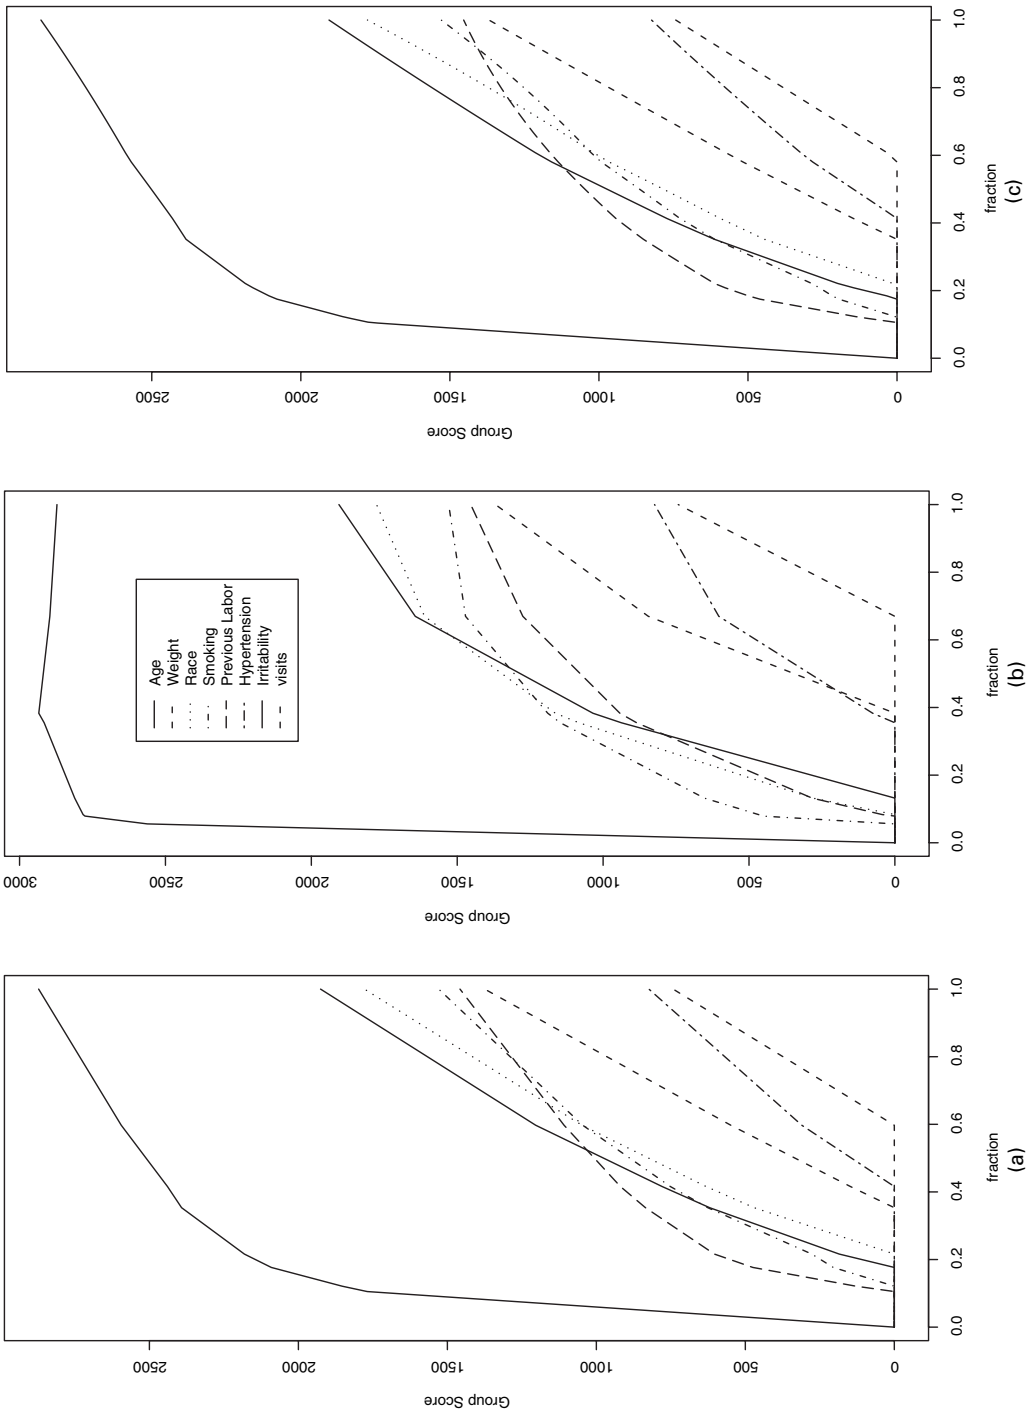 Group Score
0
500
1000
1500
2000
2500
0.0
0.2
0.4
0.6
0.8
1.0
fraction
(a)
Group Score
0
500
1000
1500
2000
2500
3000
Age
Weight
Race
Smoking
Previous Labor
Hypertension
Irritability
visits
0.0
0.2
0.4
0.6
0.8
1.0
fraction
(b)
Group Score
0
500
1000
1500
2000
2500
0.0
0.2
0.4
0.6
0.8
1.0
fraction
(c)